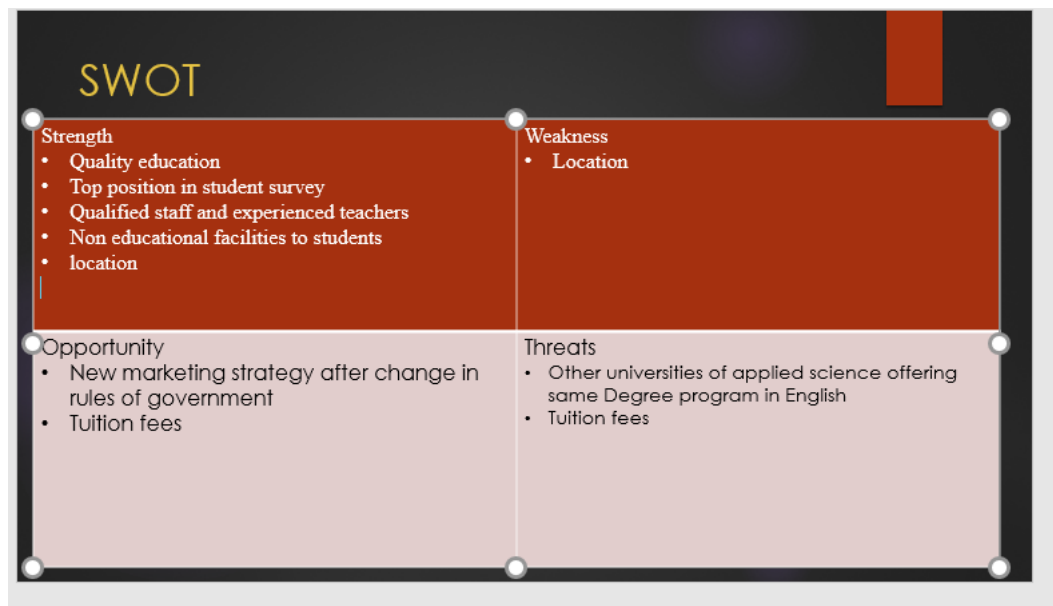 SWOT
Strength
• Quality education
• Top position in student survey
• Qualified staff and experienced teachers
• Non educational facilities to students
• location
Weakness
• Location
Opportunity
• New marketing strategy after change in
rules of government
• Tuition fees
Threats
• Other universities of applied science offering
same Degree program in English
• Tuition fees